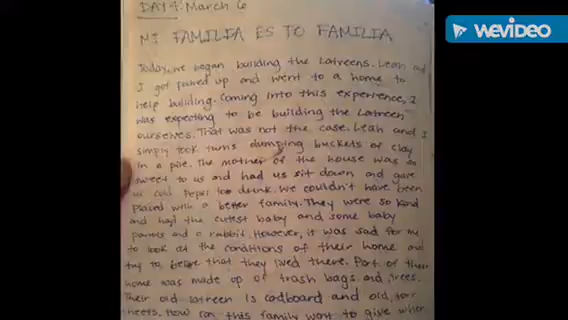 WEVIDEO
DAY 4: March 6
MI FAMILIA ES TO FAMILIA
Today, we began building the Latreens. Leah and
I got paired up and went to a home to
help building. Coming into this experience, I
was expecting to be building the Latreen
ourselves. That was not the case. Leah and I
simply took turns dumping buckets of clay
in a pile. The mother of the house was so
sweet to us and had us sit down and gave
us cold Pepsi too drink. We couldn't have been
placed with a better family. They were so kind
and had the cutest baby and some baby
parrots and a rabbit. However, it was sad for me
to look at the conditions of their home and
try to that they lived there. Part of their
home was made up of trash bags and trees.
Their old latreen is cadboard and old, torn
sheets. How can this family want to give when